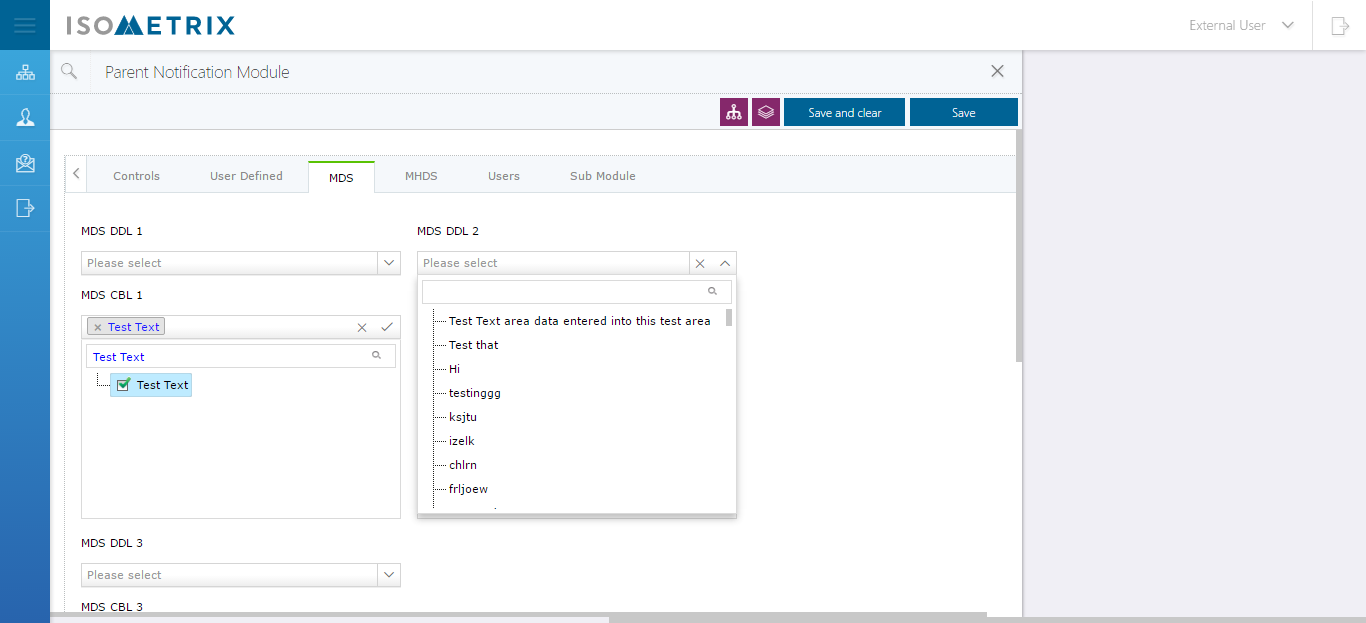 ISOMETRIX
External User
Parent Notification Module
Save and clear
Save
Controls
User Defined
MDS
MHDS
Users
Sub Module
MDS DDL 1
MDS DDL 2
Please select
Please select
MDS CBL 1
Test Text
Test Text
Test Text
Test Text area data entered into this test area
Test that
Hi
testinggg
ksjtu
izelk
chlrn
frljoew
MDS DDL 3
Please select
MDS CBL 3